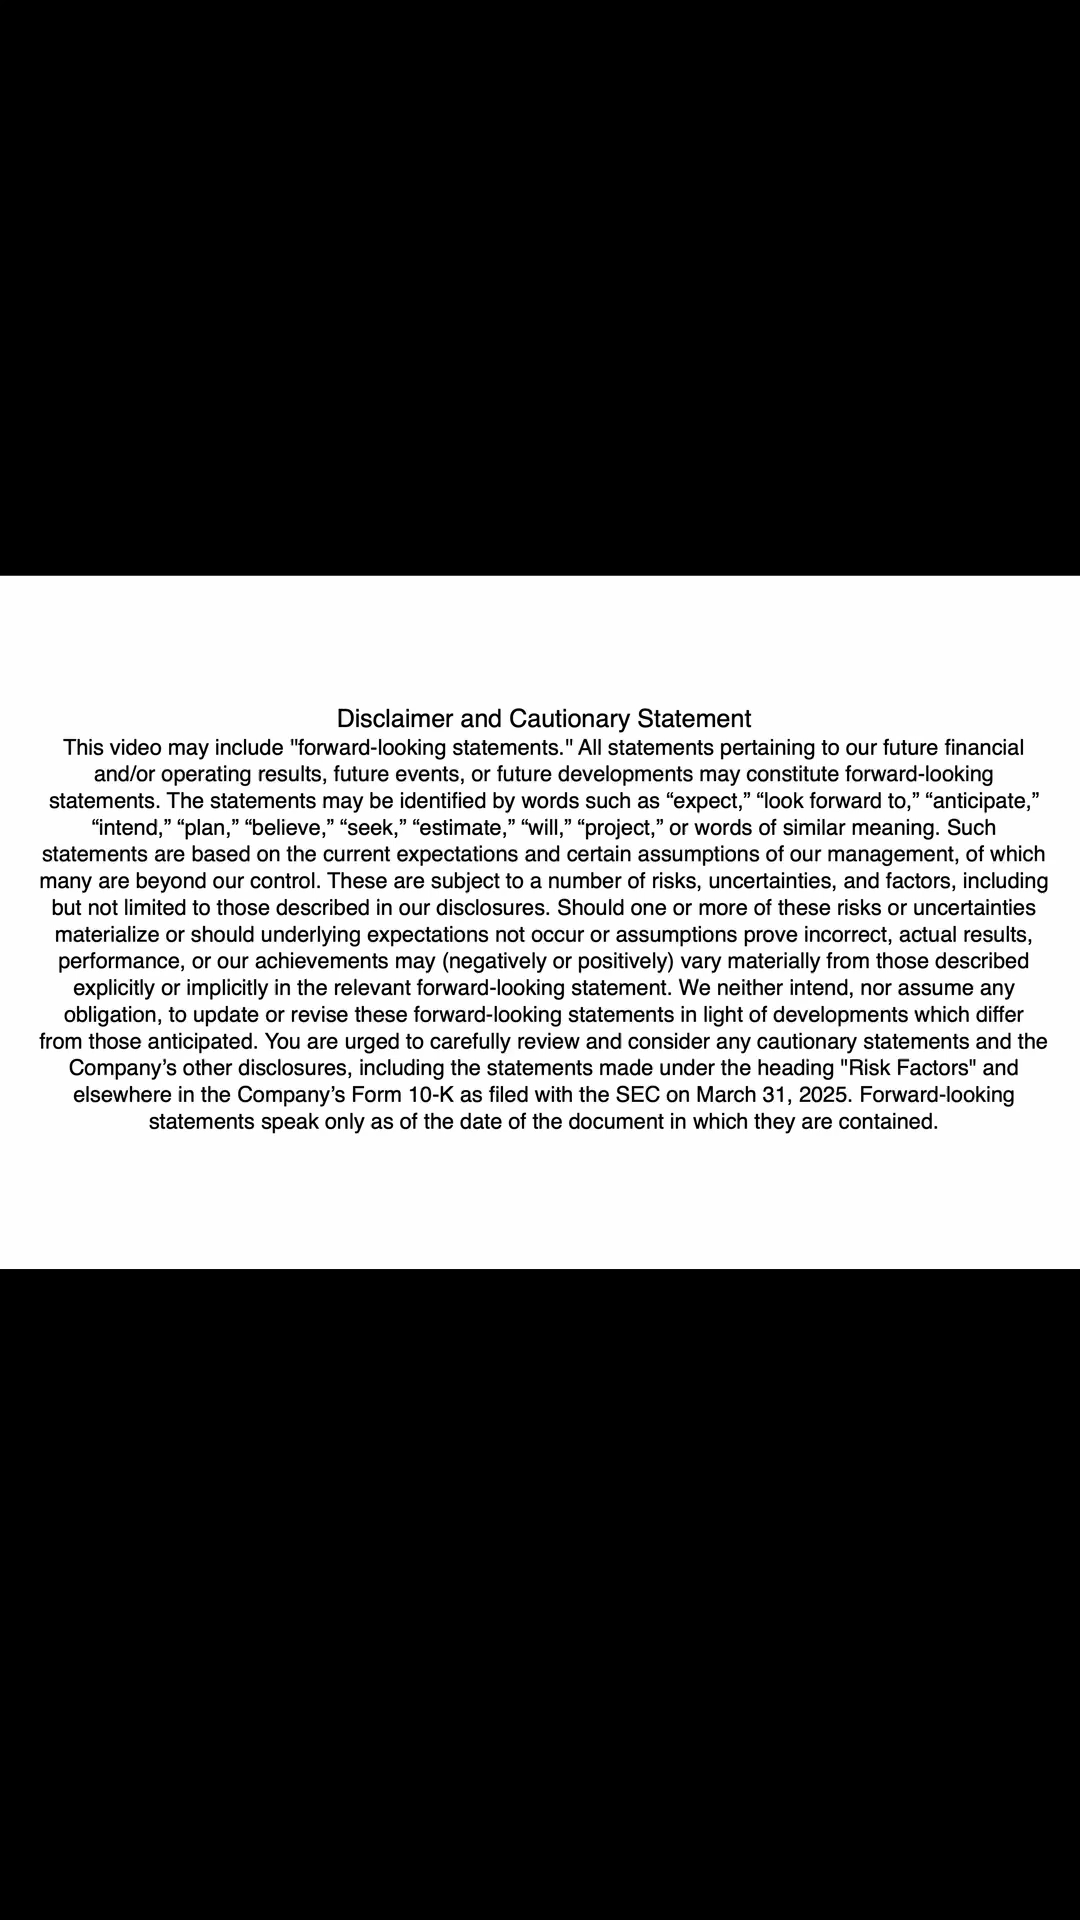 Disclaimer and Cautionary Statement
This video may include "forward-looking statements." All statements pertaining to our future financial
and/or operating results, future events, or future developments may constitute forward-looking
statements. The statements may be identified by words such as “expect,” “look forward to,” “anticipate,”
“intend,” “plan,” “believe,” “seek,” “estimate,” “will,” “project,” or words of similar meaning. Such
statements are based on the current expectations and certain assumptions of our management, of which
many are beyond our control. These are subject to a number of risks, uncertainties, and factors, including
but not limited to those described in our disclosures. Should one or more of these risks or uncertainties
materialize or should underlying expectations not occur or assumptions prove incorrect, actual results,
performance, or our achievements may (negatively or positively) vary materially from those described
explicitly or implicitly in the relevant forward-looking statement. We neither intend, nor assume any
obligation, to update or revise these forward-looking statements in light of developments which differ
from those anticipated. You are urged to carefully review and consider any cautionary statements and the
Company’s other disclosures, including the statements made under the heading "Risk Factors" and
elsewhere in the Company’s Form 10-K as filed with the SEC on March 31, 2025. Forward-looking
statements speak only as of the date of the document in which they are contained.